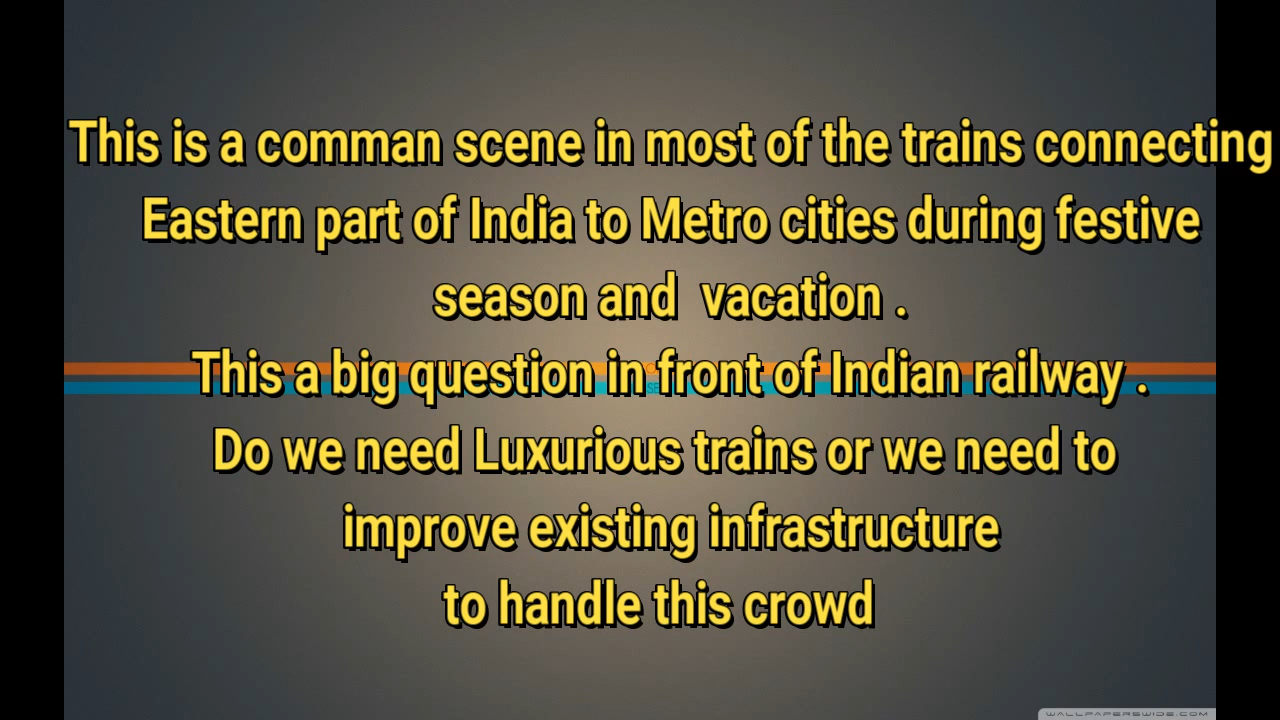 This is a comman scene in most of the trains connecting
Eastern part of India to Metro cities during festive
season and  vacation .
This a big question in front of Indian railway .
Do we need Luxurious trains or we need to
improve existing infrastructure
to handle this crowd
WALLPAPERSWIDE.COM